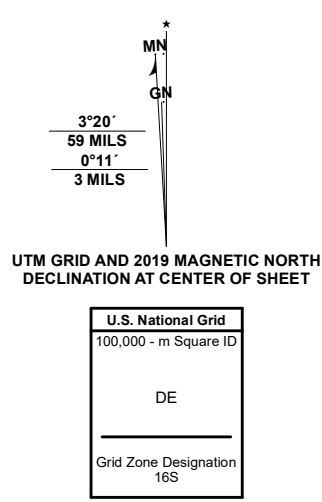 MN
GN
3°20´
59 MILS
0°11´
3 MILS
UTM GRID AND 2019 MAGNETIC NORTH
DECLINATION AT CENTER OF SHEET
U.S. National Grid
100,000 - m Square ID
DE
Grid Zone Designation
16S